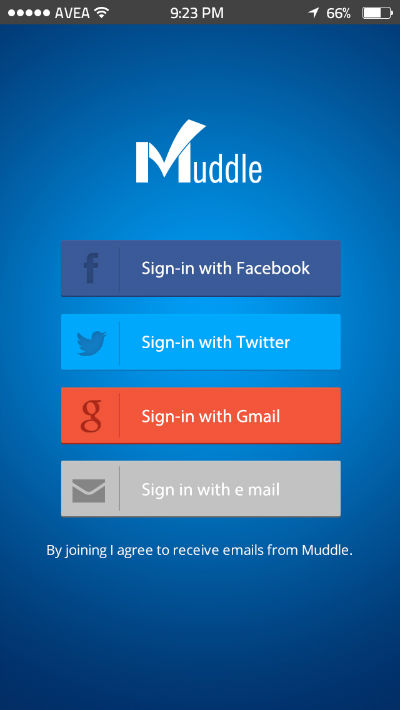 AVEA 9:23 PM 66%
Muddle
f Sign-in with Facebook
Sign-in with Twitter
g Sign-in with Gmail
Sign in with e mail
By joining I agree to receive emails from Muddle.